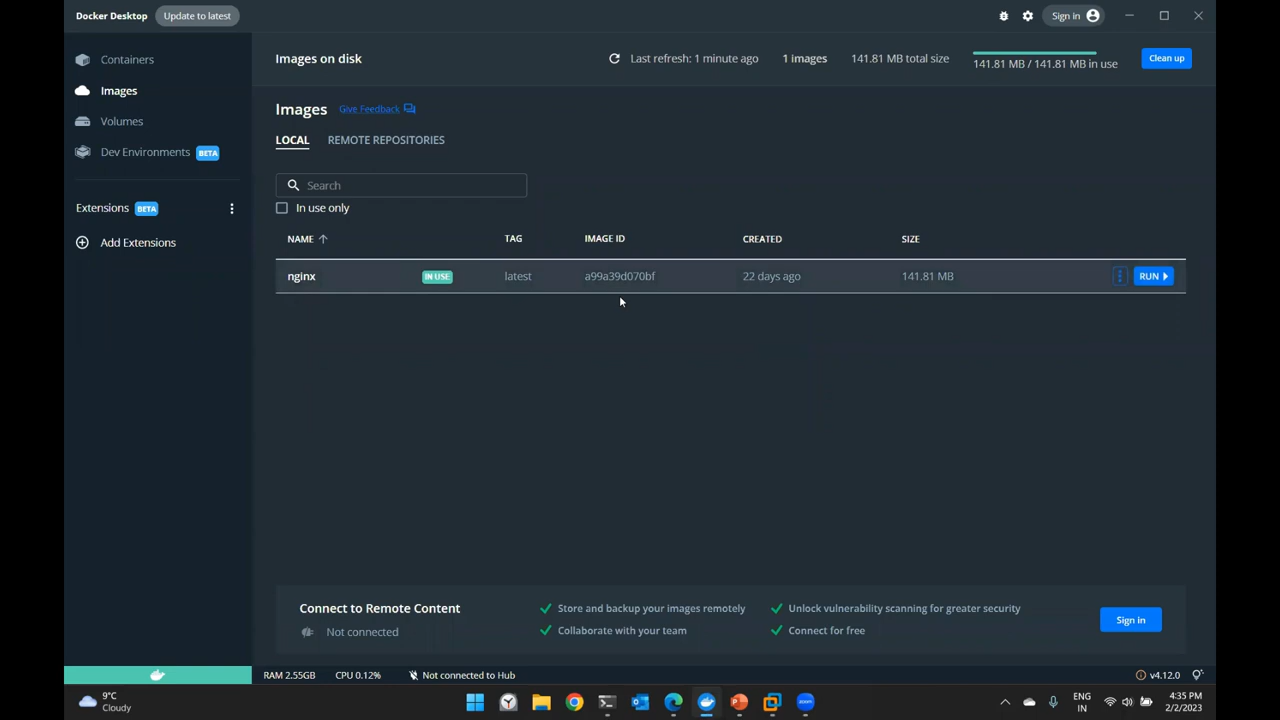 Docker Desktop
Update to latest
Sign in
Containers
Images
Volumes
Dev Environments BETA
Extensions BETA
Add Extensions
Images on disk
Last refresh: 1 minute ago
1 images
141.81 MB total size
141.81 MB / 141.81 MB in use
Clean up
Images Give Feedback
LOCAL REMOTE REPOSITORIES
Search
In use only
NAME TAG IMAGE ID CREATED SIZE
nginx IN USE latest a99a39d070bf 22 days ago 141.81 MB RUN
Connect to Remote Content
Not connected
Store and backup your images remotely
Collaborate with your team
Unlock vulnerability scanning for greater security
Connect for free
Sign in
RAM 2.55GB CPU 0.12% Not connected to Hub
v4.12.0
9°C
Cloudy
zoom
ENG
IN
4:35 PM
2/2/2023